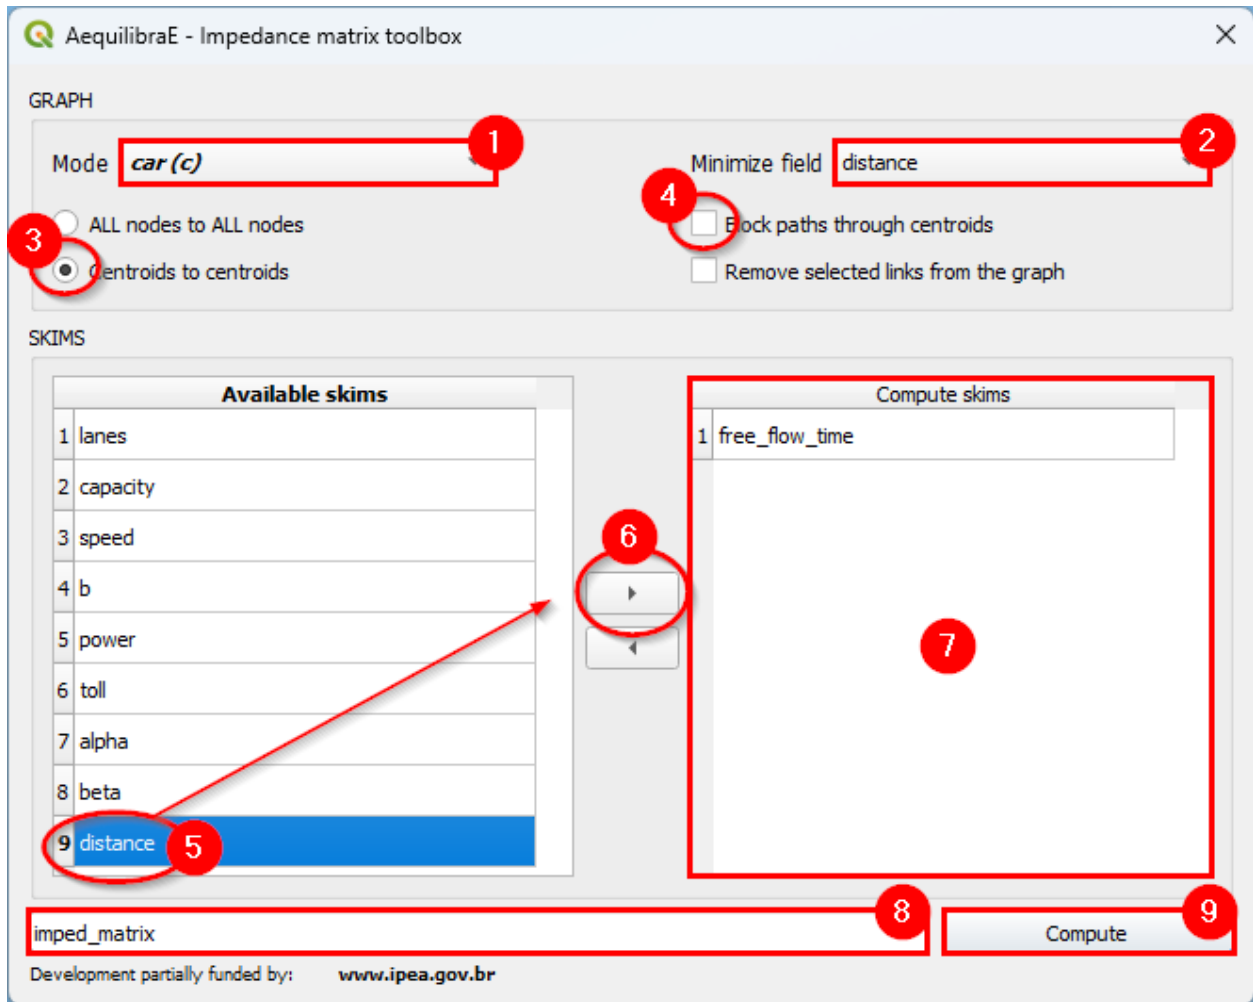 AequilibraE - Impedance matrix toolbox
GRAPH
1
2
Mode car (c)
Minimize field distance
4
3
ALL nodes to ALL nodes
Block paths through centroids
Centroids to centroids
Remove selected links from the graph
SKIMS
Available skims
Compute skims
1 lanes
1 free_flow_time
2 capacity
3 speed
6
4 b
5 power
7
6 toll
7 alpha
8 beta
9 distance 5
8
9
imped_matrix
Compute
Development partially funded by: www.ipea.gov.br